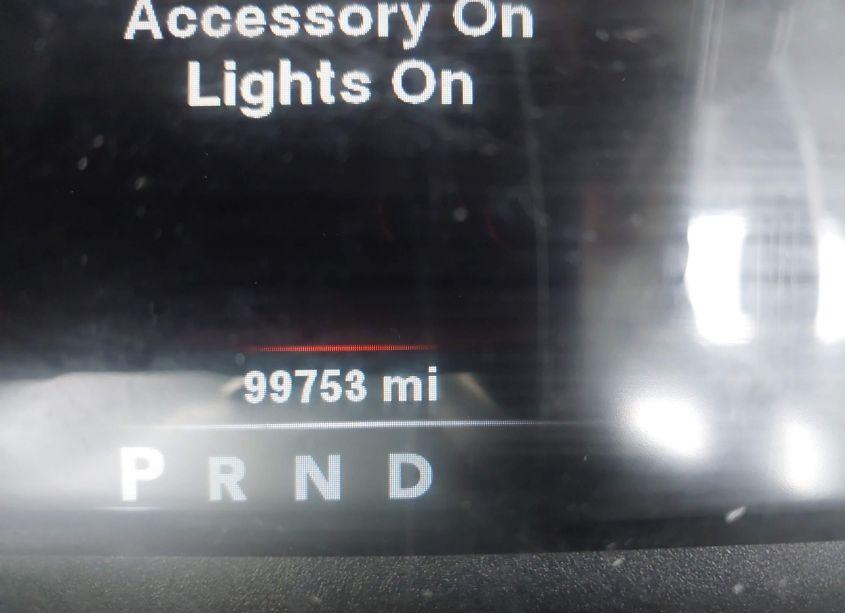 Accessory On
Lights On
99753 mi
P R N D